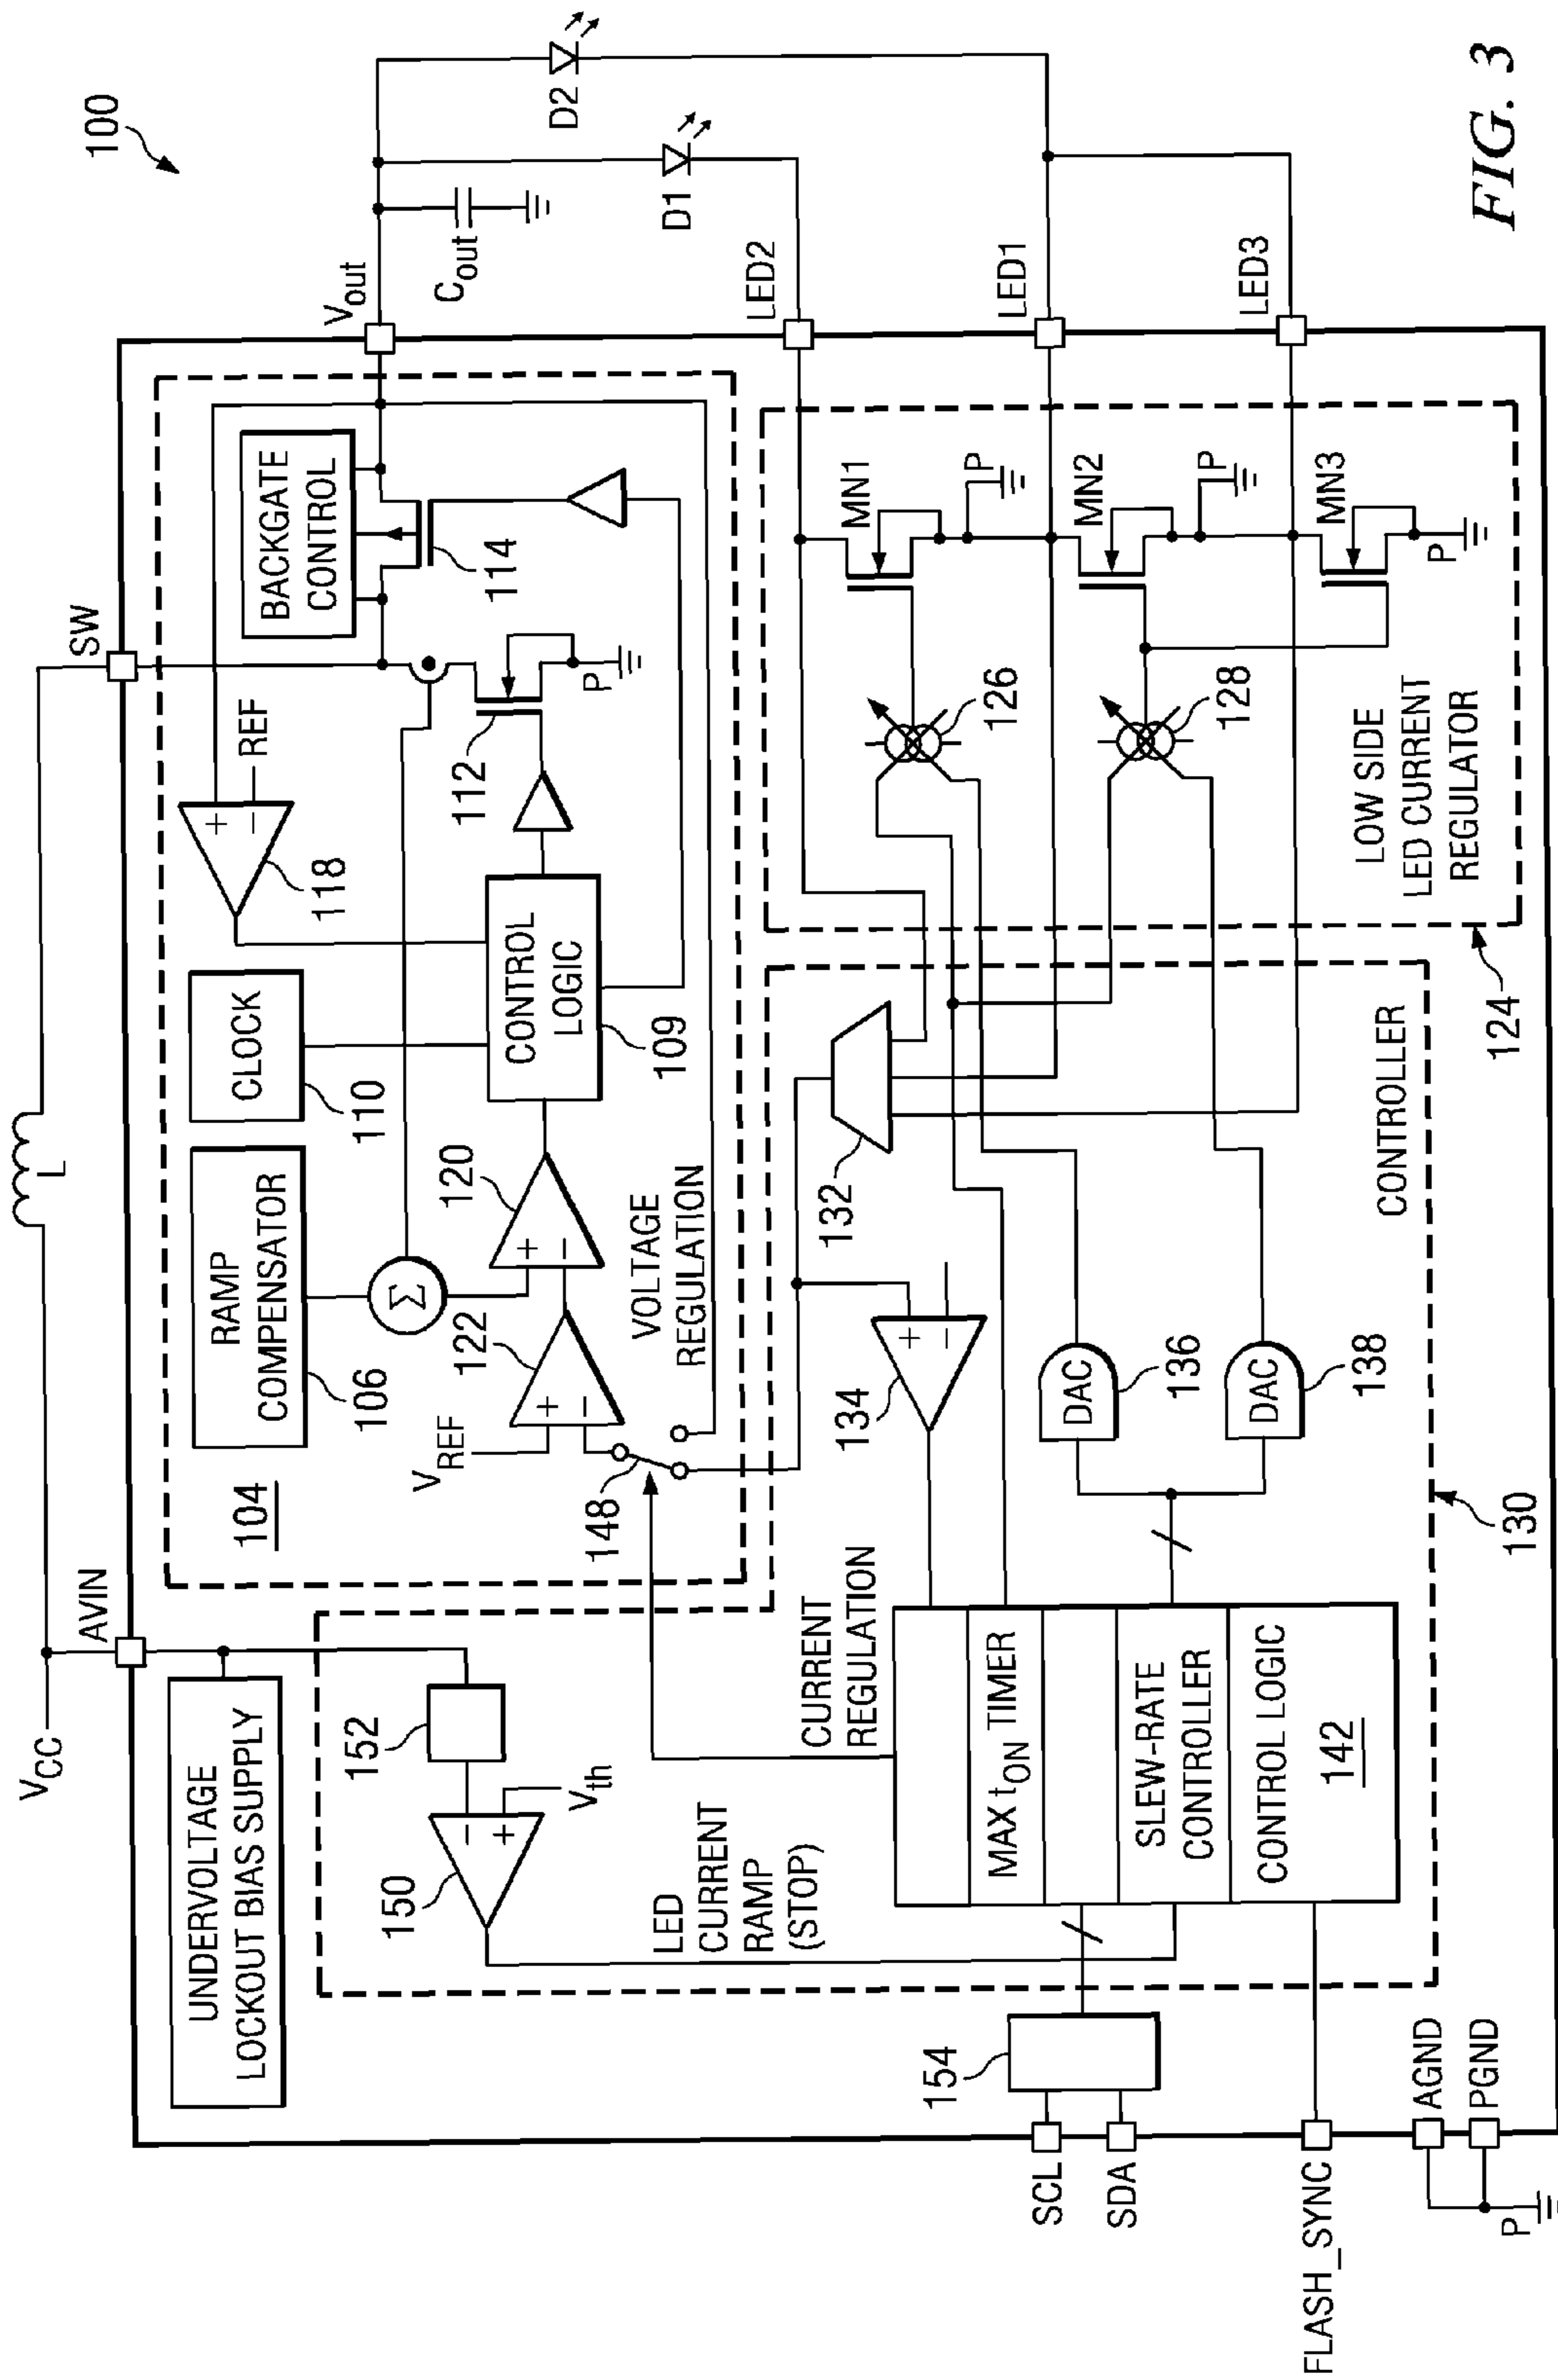 100
V_CC
L
AVIN
SW
UNDERVOLTAGE
LOCKOUT BIAS SUPPLY
RAMP
COMPENSATOR
106
CLOCK
110
118
+
−
REF
BACKGATE
CONTROL
114
V_out
C_out
D1
D2
104
V_REF
122
+
−
Σ
120
+
−
CONTROL
LOGIC
109
112
P
148
VOLTAGE
REGULATION
152
150
−
+
V_th
LED
CURRENT
RAMP
(STOP)
CURRENT
REGULATION
134
+
−
132
LED2
MN1
P
126
LED1
MN2
P
128
LED3
MN3
P
LOW SIDE
LED CURRENT
REGULATOR
124
MAX t_ON TIMER
SLEW-RATE
CONTROLLER
CONTROL LOGIC
142
DAC
136
DAC
138
CONTROLLER
130
154
SCL
SDA
FLASH_SYNC
AGND
PGND
P
FIG. 3